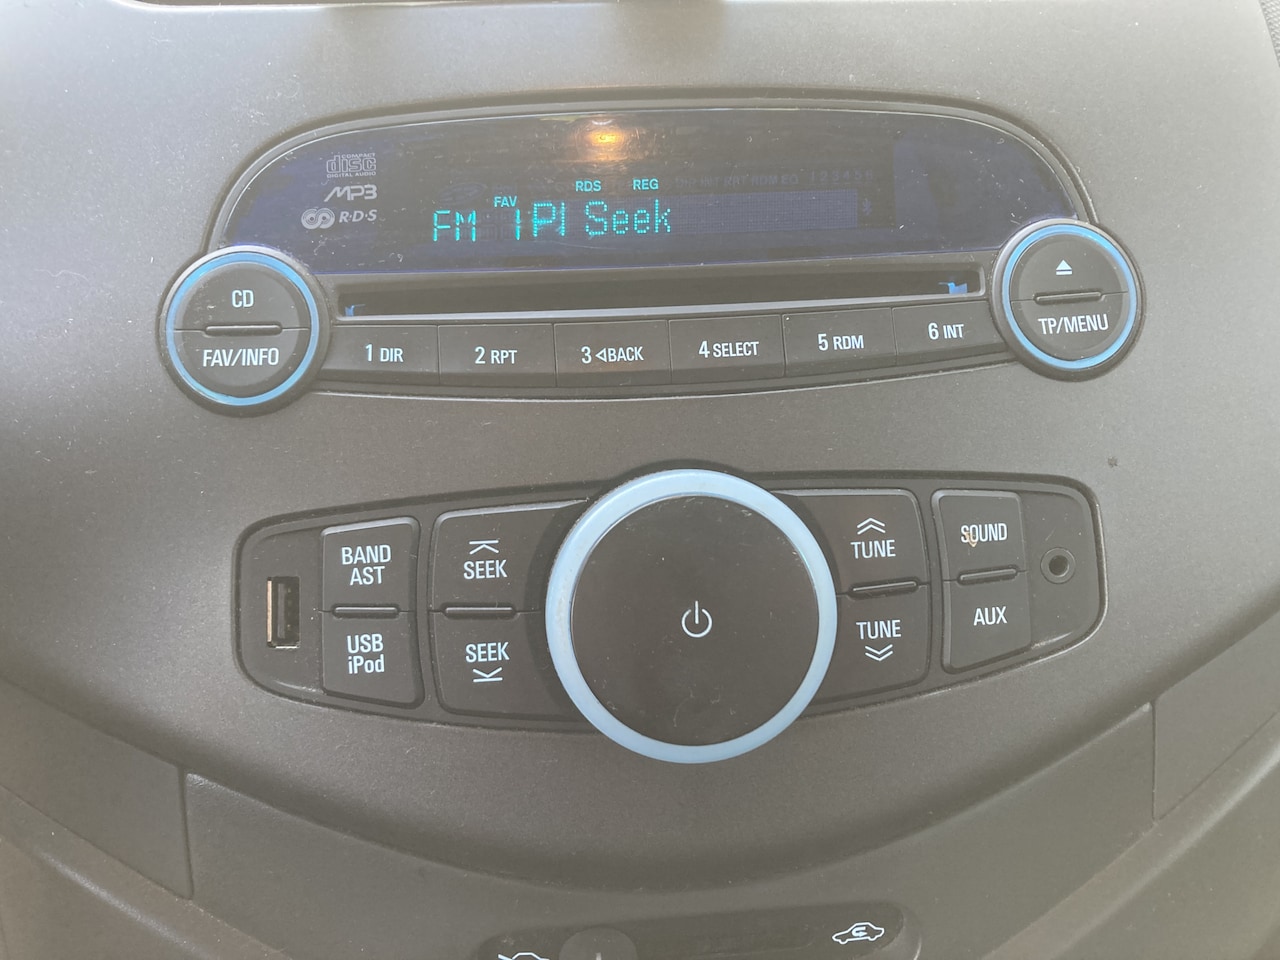 COMPACT
disc
DIGITAL AUDIO
MP3
R·D·S
RDS REG
FAV
FM 1 PI Seek
CD
FAV/INFO
1 DIR
2 RPT
3 ◁BACK
4 SELECT
5 RDM
6 INT
TP/MENU
BAND
AST
USB
iPod
SEEK
SEEK
TUNE
TUNE
SOUND
AUX